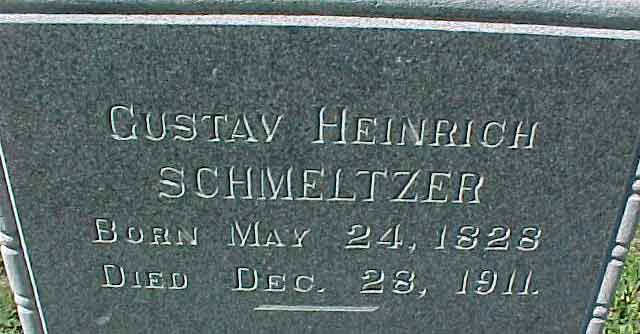 GUSTAV HEINRICH
SCHMELTZER
BORN MAY 24, 1828
DIED DEC. 28, 1911.